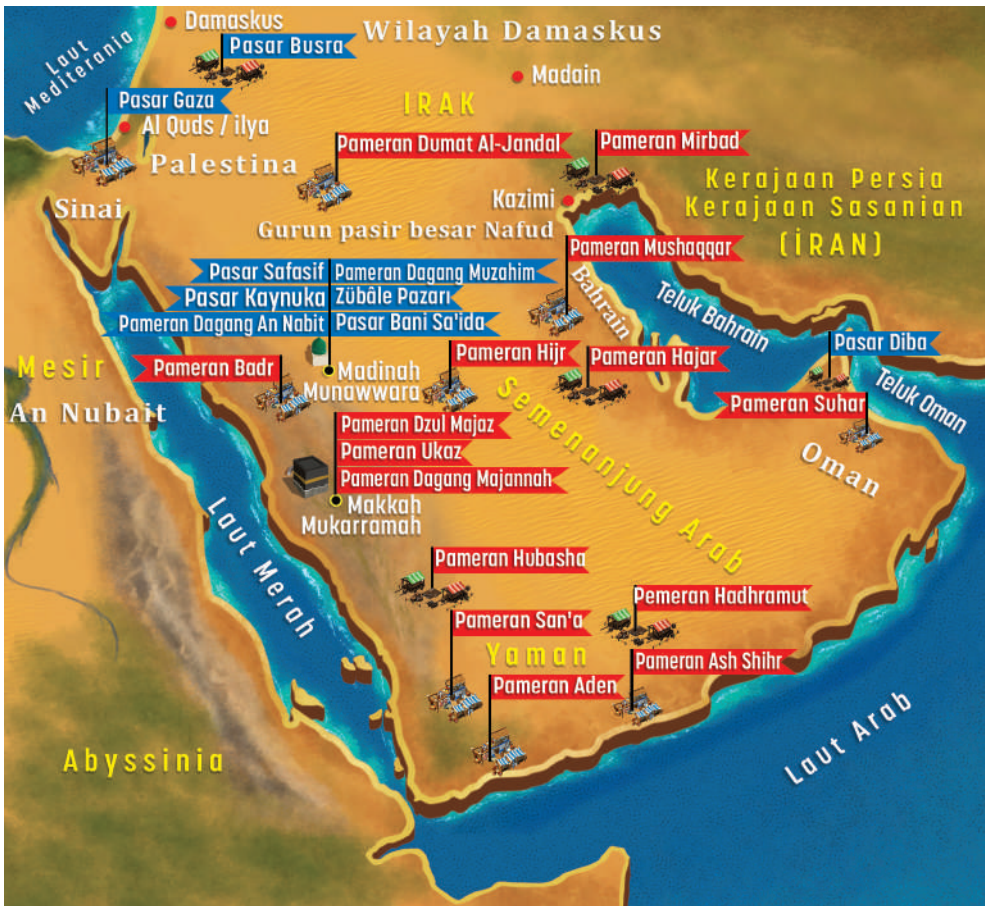 Damaskus
Wilayah Damaskus
Pasar Busra
Laut
Mediterania
Madain
Pasar Gaza
IRAK
Al Quds / ilya
Pameran Dumat Al-Jandal
Pameran Mirbad
Palestina
Kerajaan Persia
Kerajaan Sasanian
(İRAN)
Sinai
Kazimi
Gurun pasir besar Nafud
Pameran Mushaqqar
Pasar Safasif
Pameran Dagang Muzahim
Pasar Kaynuka
Zübâle Pazarı
Pameran Dagang An Nabit
Pasar Bani Sa'ida
Bahrain
Teluk Bahrain
Pasar Diba
Mesir
Pameran Badr
Madinah
Munawwara
Pameran Hijr
Pameran Hajar
Teluk Oman
An Nubait
Pameran Suhar
Semenanjung Arab
Pameran Dzul Majaz
Pameran Ukaz
Pameran Dagang Majannah
Oman
Makkah
Mukarramah
Laut Merah
Pameran Hubasha
Pemeran Hadhramut
Pameran San'a
Yaman
Pameran Ash Shihr
Pameran Aden
Abyssinia
Laut Arab